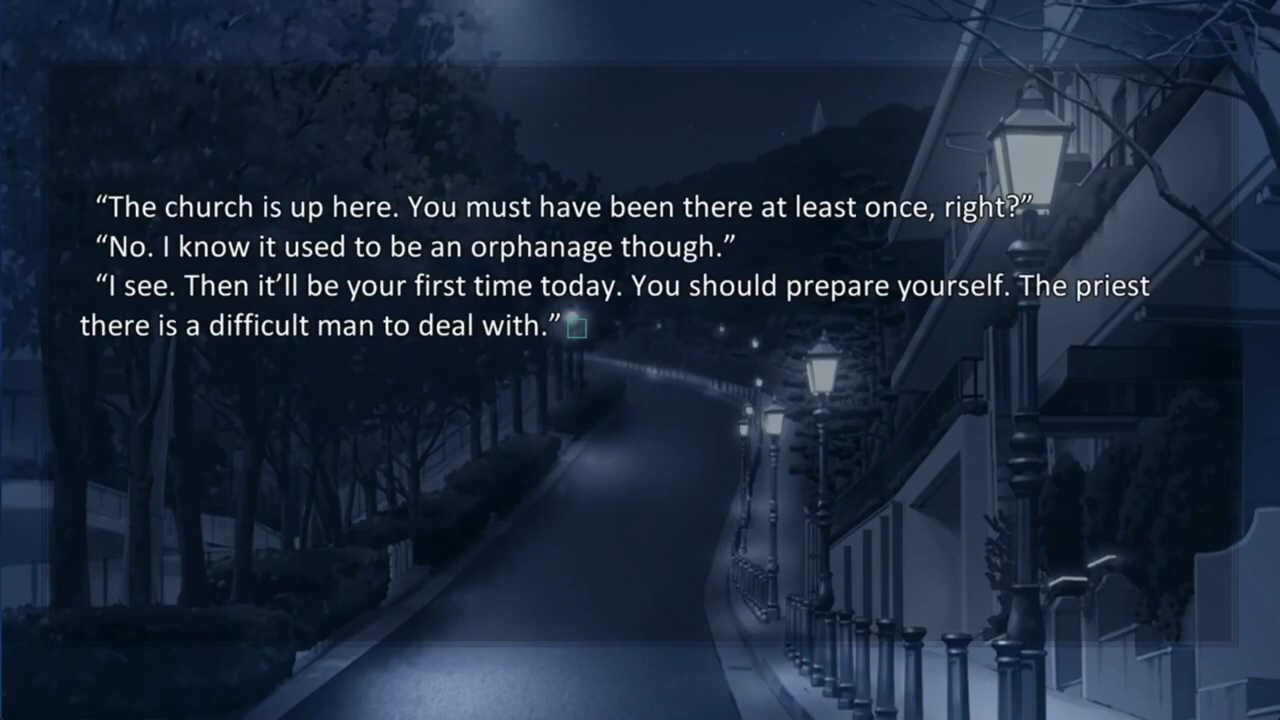 “The church is up here. You must have been there at least once, right?”
“No. I know it used to be an orphanage though.”
“I see. Then it’ll be your first time today. You should prepare yourself. The priest
there is a difficult man to deal with.”